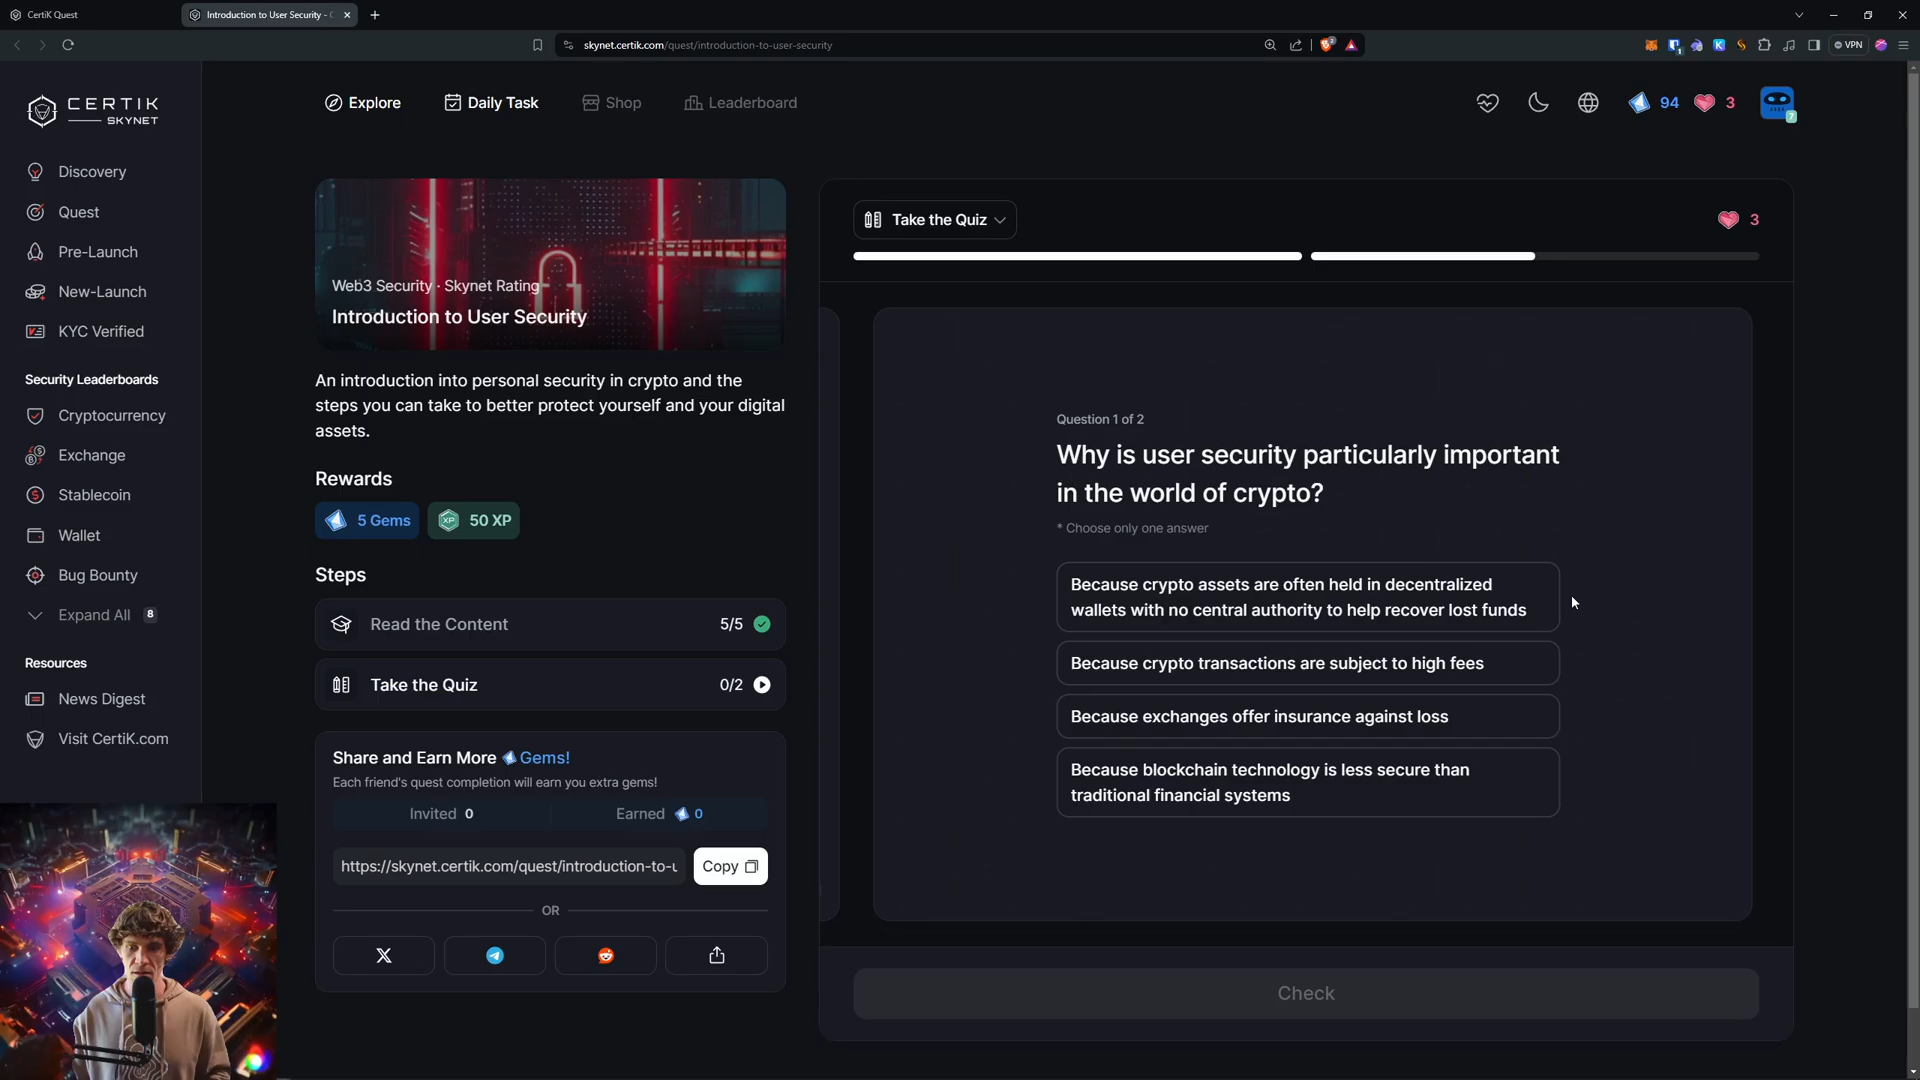 CertiK Quest
Introduction to User Security - C
skynet.certik.com/quest/introduction-to-user-security
2
1
VPN
CERTIK
SKYNET
Explore
Daily Task
Shop
Leaderboard
94
3
7
Discovery
Quest
Pre-Launch
New-Launch
KYC Verified
Security Leaderboards
Cryptocurrency
Exchange
Stablecoin
Wallet
Bug Bounty
Expand All 8
Resources
News Digest
Visit CertiK.com
Web3 Security · Skynet Rating
Introduction to User Security
An introduction into personal security in crypto and the
steps you can take to better protect yourself and your digital
assets.
Rewards
5 Gems
XP 50 XP
Steps
Read the Content 5/5
Take the Quiz 0/2
Share and Earn More Gems!
Each friend's quest completion will earn you extra gems!
Invited 0
Earned 0
https://skynet.certik.com/quest/introduction-to-u
Copy
OR
Take the Quiz
3
Question 1 of 2
Why is user security particularly important
in the world of crypto?
* Choose only one answer
Because crypto assets are often held in decentralized
wallets with no central authority to help recover lost funds
Because crypto transactions are subject to high fees
Because exchanges offer insurance against loss
Because blockchain technology is less secure than
traditional financial systems
Check